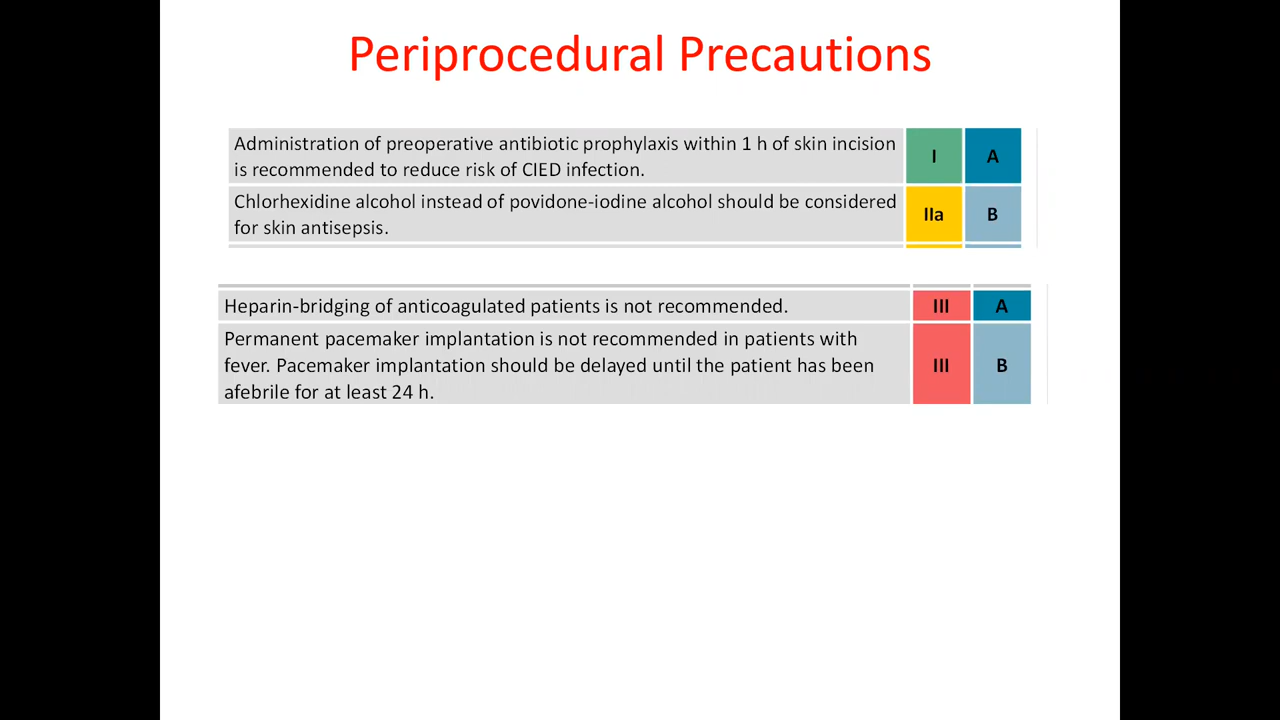 Periprocedural Precautions
Administration of preoperative antibiotic prophylaxis within 1 h of skin incision
is recommended to reduce risk of CIED infection.
I
A
Chlorhexidine alcohol instead of povidone-iodine alcohol should be considered
for skin antisepsis.
IIa
B
Heparin-bridging of anticoagulated patients is not recommended.
III
A
Permanent pacemaker implantation is not recommended in patients with
fever. Pacemaker implantation should be delayed until the patient has been
afebrile for at least 24 h.
III
B